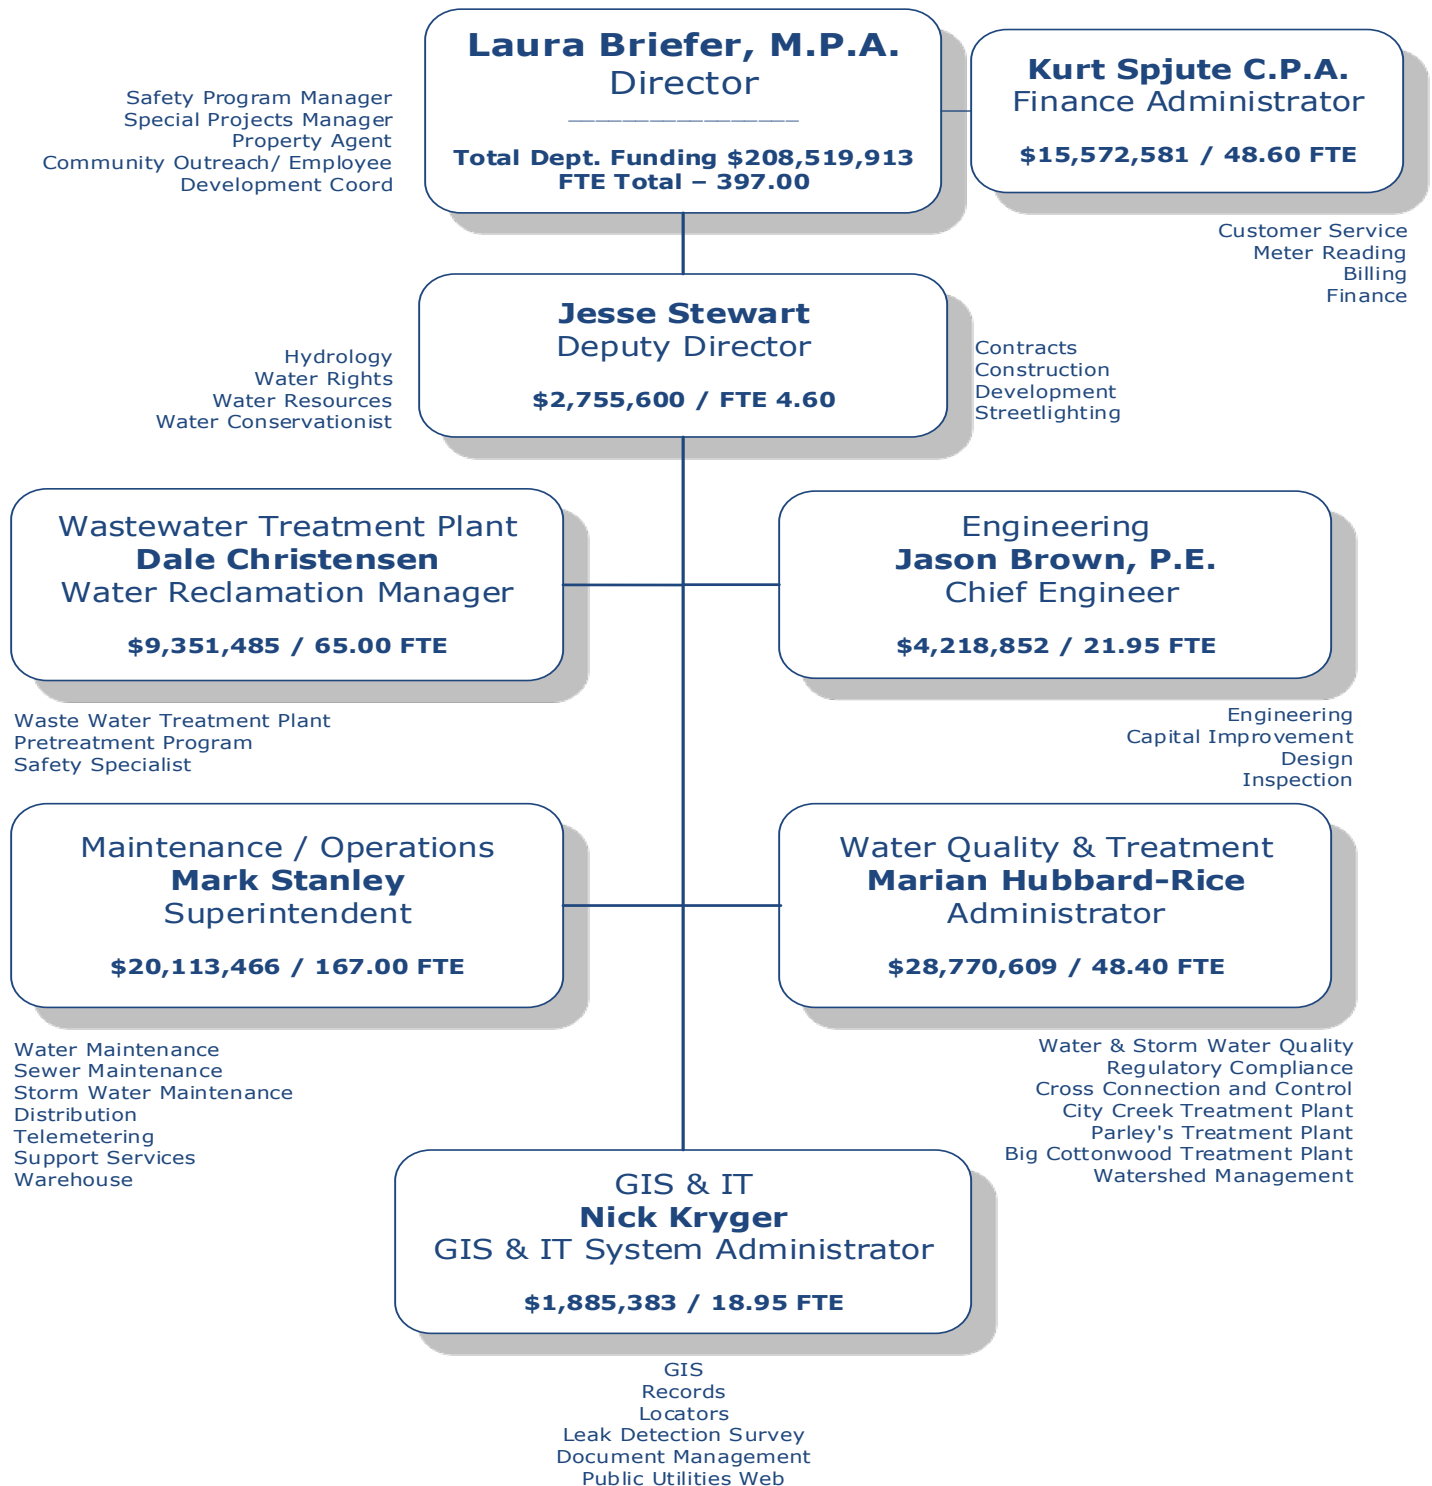 Laura Briefer, M.P.A.
Director
__________________
Total Dept. Funding $208,519,913
FTE Total – 397.00
Kurt Spjute C.P.A.
Finance Administrator
$15,572,581 / 48.60 FTE
Safety Program Manager
Special Projects Manager
Property Agent
Community Outreach/ Employee
Development Coord
Customer Service
Meter Reading
Billing
Finance
Jesse Stewart
Deputy Director
$2,755,600 / FTE 4.60
Hydrology
Water Rights
Water Resources
Water Conservationist
Contracts
Construction
Development
Streetlighting
Wastewater Treatment Plant
Dale Christensen
Water Reclamation Manager
$9,351,485 / 65.00 FTE
Waste Water Treatment Plant
Pretreatment Program
Safety Specialist
Engineering
Jason Brown, P.E.
Chief Engineer
$4,218,852 / 21.95 FTE
Engineering
Capital Improvement
Design
Inspection
Maintenance / Operations
Mark Stanley
Superintendent
$20,113,466 / 167.00 FTE
Water Maintenance
Sewer Maintenance
Storm Water Maintenance
Distribution
Telemetering
Support Services
Warehouse
Water Quality & Treatment
Marian Hubbard-Rice
Administrator
$28,770,609 / 48.40 FTE
Water & Storm Water Quality
Regulatory Compliance
Cross Connection and Control
City Creek Treatment Plant
Parley's Treatment Plant
Big Cottonwood Treatment Plant
Watershed Management
GIS & IT
Nick Kryger
GIS & IT System Administrator
$1,885,383 / 18.95 FTE
GIS
Records
Locators
Leak Detection Survey
Document Management
Public Utilities Web